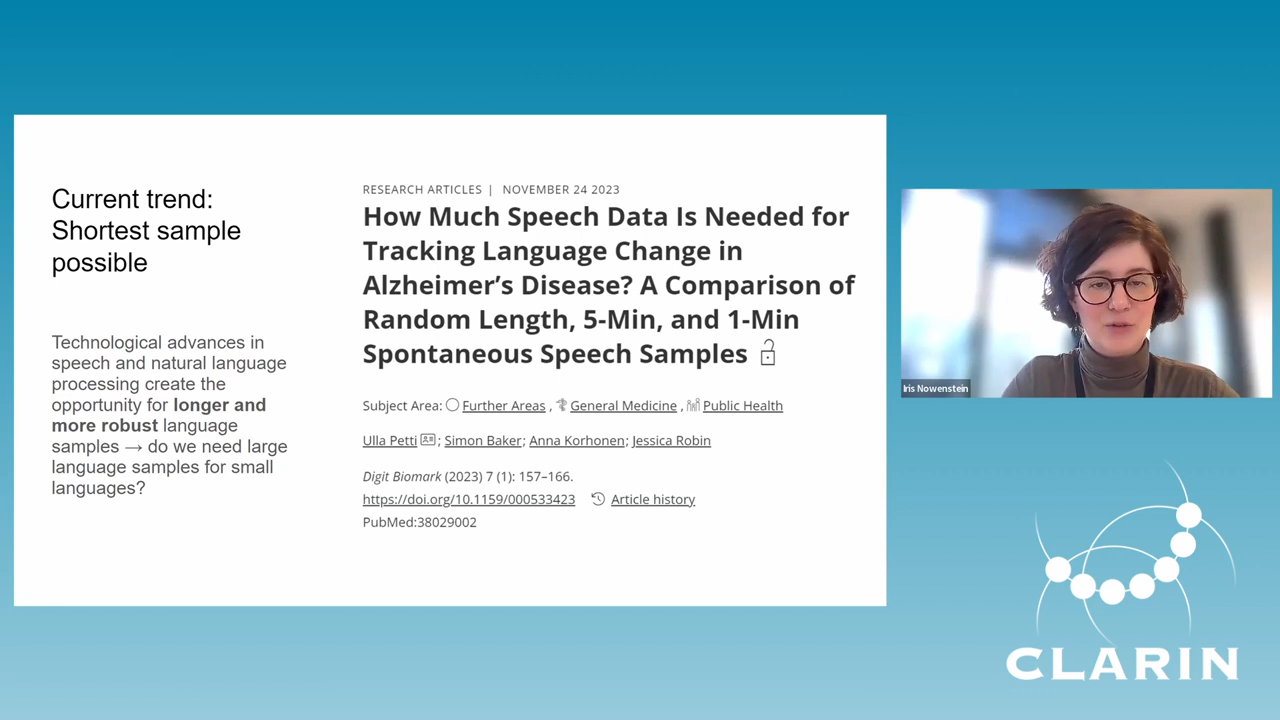 Current trend:
Shortest sample
possible
Technological advances in
speech and natural language
processing create the
opportunity for longer and
more robust language
samples → do we need large
language samples for small
languages?
RESEARCH ARTICLES | NOVEMBER 24 2023
How Much Speech Data Is Needed for
Tracking Language Change in
Alzheimer’s Disease? A Comparison of
Random Length, 5-Min, and 1-Min
Spontaneous Speech Samples
Subject Area: Further Areas , General Medicine , Public Health
Ulla Petti ; Simon Baker; Anna Korhonen; Jessica Robin
Digit Biomark (2023) 7 (1): 157–166.
https://doi.org/10.1159/000533423 Article history
PubMed:38029002
Iris Nowenstein
CLARIN